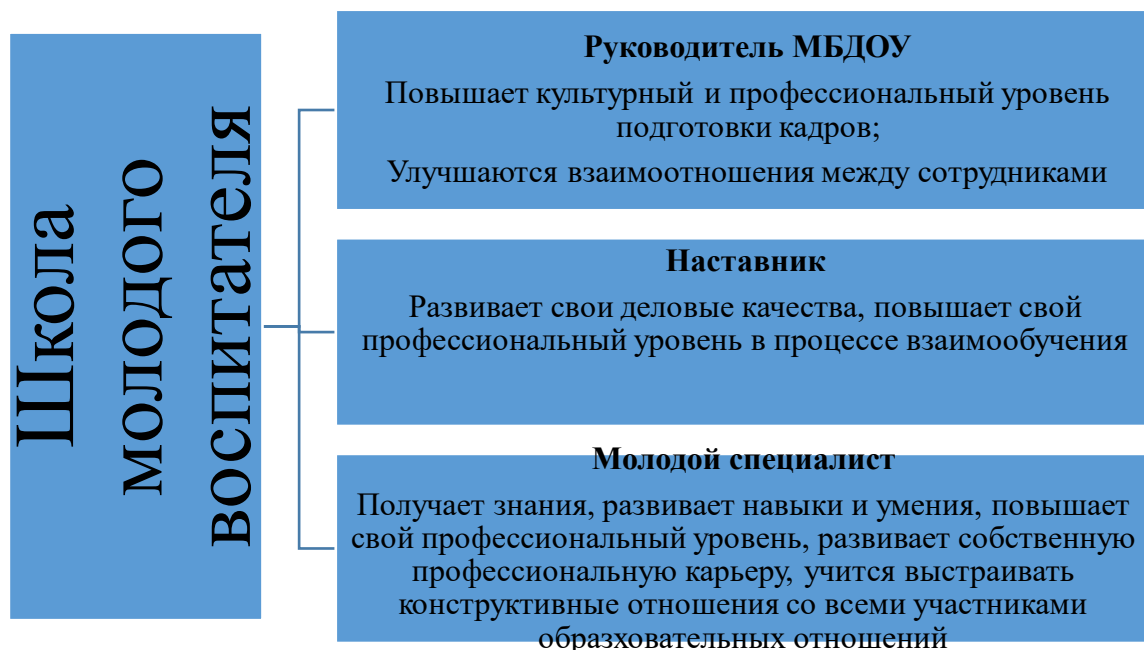 Школа
молодого
воспитателя
Руководитель МБДОУ
Повышает культурный и профессиональный уровень
подготовки кадров;
Улучшаются взаимоотношения между сотрудниками
Наставник
Развивает свои деловые качества, повышает свой
профессиональный уровень в процессе взаимообучения
Молодой специалист
Получает знания, развивает навыки и умения, повышает
свой профессиональный уровень, развивает собственную
профессиональную карьеру, учится выстраивать
конструктивные отношения со всеми участниками
образховательных отношений